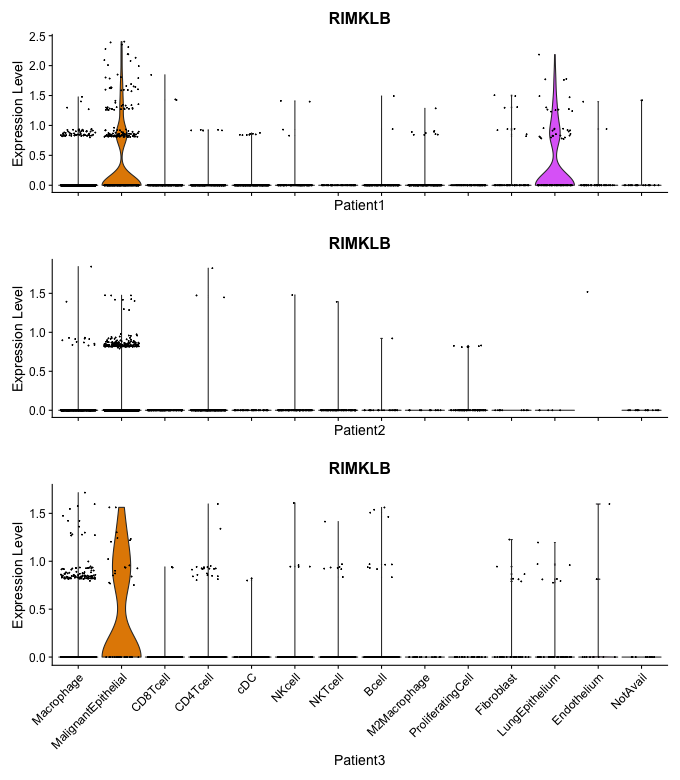 RIMKLB
2.5
2.0
1.5
1.0
0.5
0.0
Expression Level
Patient1
RIMKLB
1.5
1.0
0.5
0.0
Expression Level
Patient2
RIMKLB
1.5
1.0
0.5
0.0
Expression Level
Macrophage
MalignantEpithelial
CD8Tcell
CD4Tcell
cDC
NKcell
NKTcell
Bcell
M2Macrophage
ProliferatingCell
Fibroblast
LungEpithelium
Endothelium
NotAvail
Patient3